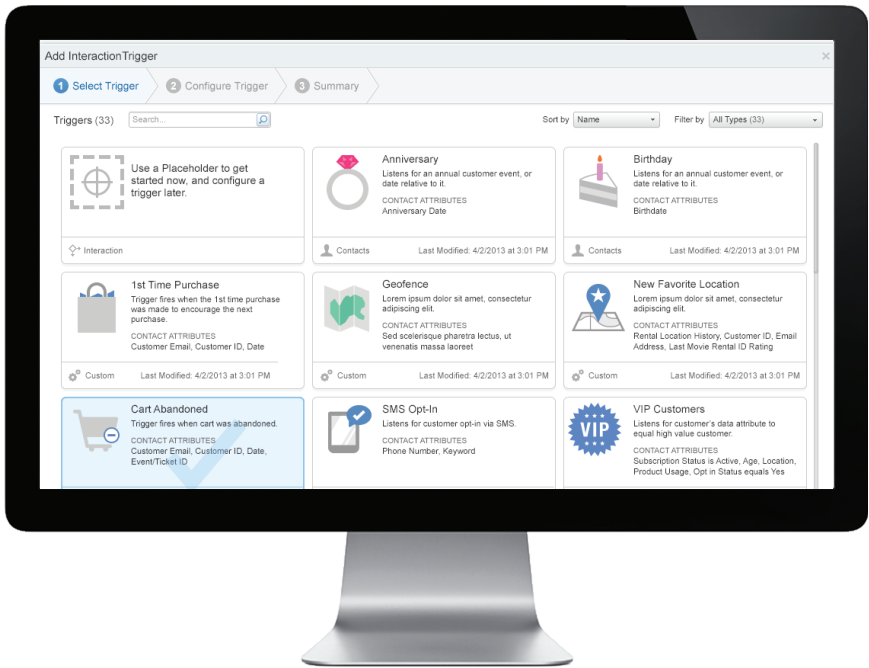 Add InteractionTrigger
1 Select Trigger
2 Configure Trigger
3 Summary
Triggers (33)
Search...
Sort by
Name
Filter by
All Types (33)
Use a Placeholder to get
started now, and configure a
trigger later.
Interaction
Anniversary
Listens for an annual customer event, or
date relative to it.
CONTACT ATTRIBUTES
Anniversary Date
Contacts
Last Modified: 4/2/2013 at 3:01 PM
Birthday
Listens for an annual customer event, or
date relative to it.
CONTACT ATTRIBUTES
Birthdate
Contacts
Last Modified: 4/2/2013 at 3:01 PM
1st Time Purchase
Trigger fires when the 1st time purchase
was made to encourage the next
purchase.
CONTACT ATTRIBUTES
Customer Email, Customer ID, Date
Custom
Last Modified: 4/2/2013 at 3:01 PM
Geofence
Lorem ipsum dolor sit amet, consectetur
adipiscing elit.
CONTACT ATTRIBUTES
Sed scelerisque pharetra lectus, ut
venenatis massa laoreet
Custom
Last Modified: 4/2/2013 at 3:01 PM
New Favorite Location
Lorem ipsum dolor sit amet, consectetur
adipiscing elit.
CONTACT ATTRIBUTES
Rental Location History, Customer ID, Email
Address, Last Movie Rental ID Rating
Custom
Last Modified: 4/2/2013 at 3:01 PM
Cart Abandoned
Trigger fires when cart was abandoned.
CONTACT ATTRIBUTES
Customer Email, Customer ID, Date,
Event/Ticket ID
SMS Opt-In
Listens for customer opt-in via SMS.
CONTACT ATTRIBUTES
Phone Number, Keyword
VIP
VIP Customers
Listens for customer's data attribute to
equal high value customer.
CONTACT ATTRIBUTES
Subscription Status is Active, Age, Location,
Product Usage, Opt in Status equals Yes